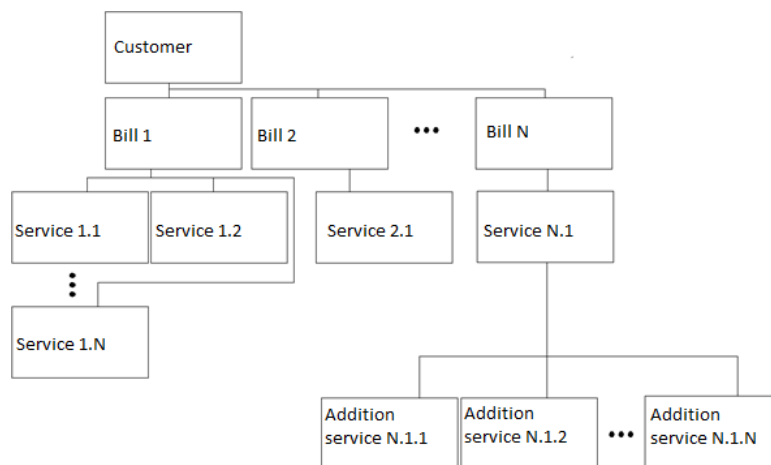 Customer
Bill 1
Bill 2
Bill N
Service 1.1
Service 1.2
Service 2.1
Service N.1
Service 1.N
Addition
service N.1.1
Addition
service N.1.2
Addition
service N.1.N